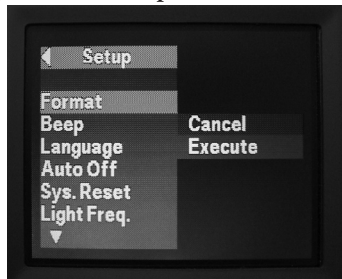 Setup
Format
Beep Cancel
Language Execute
Auto Off
Sys. Reset
Light Freq.